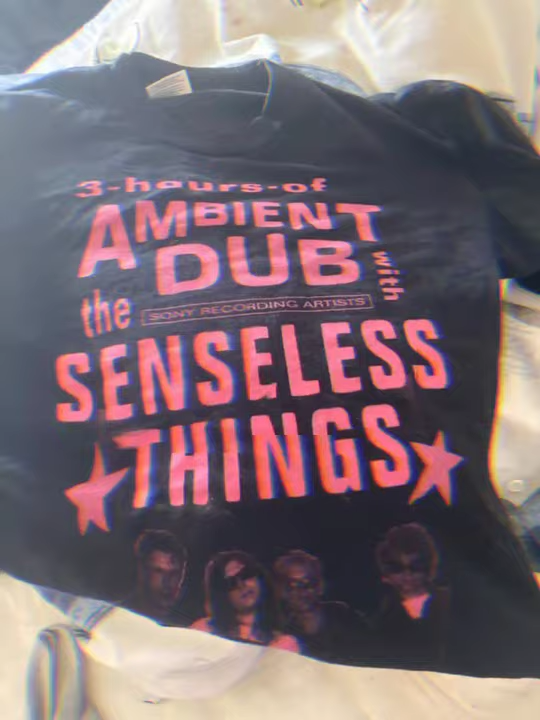 3-hours-of
AMBIENT
DUB with
the SONY RECORDING ARTISTS
SENSELESS
THINGS